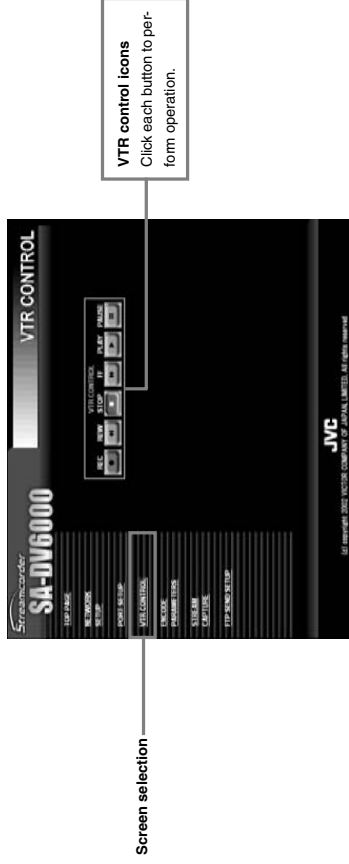 Streamcorder
SA-DV6000
VTR CONTROL
TOP PAGE
NETWORK
SETUP
PORT SETUP
VTR CONTROL
ENCODE
PARAMETERS
STREAM
CAPTURE
FTP SEND SETUP
VTR CONTROL
REC REW STOP FF PLAY PAUSE
JVC
(c) copyright 2002 VICTOR COMPANY OF JAPAN, LIMITED. All rights reserved
Screen selection
VTR control icons
Click each button to per-
form operation.